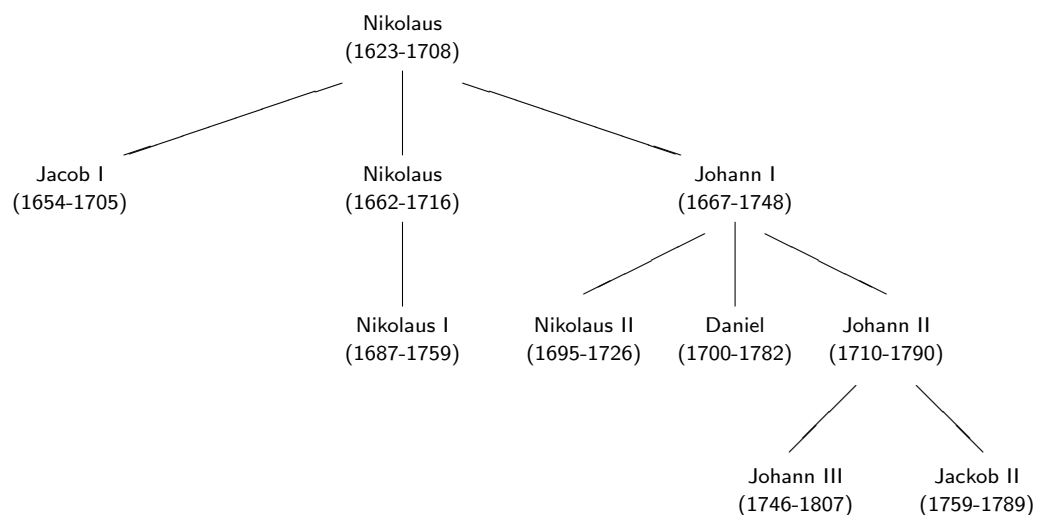 Nikolaus
(1623-1708)
Jacob I
(1654-1705)
Nikolaus
(1662-1716)
Johann I
(1667-1748)
Nikolaus I
(1687-1759)
Nikolaus II
(1695-1726)
Daniel
(1700-1782)
Johann II
(1710-1790)
Johann III
(1746-1807)
Jackob II
(1759-1789)